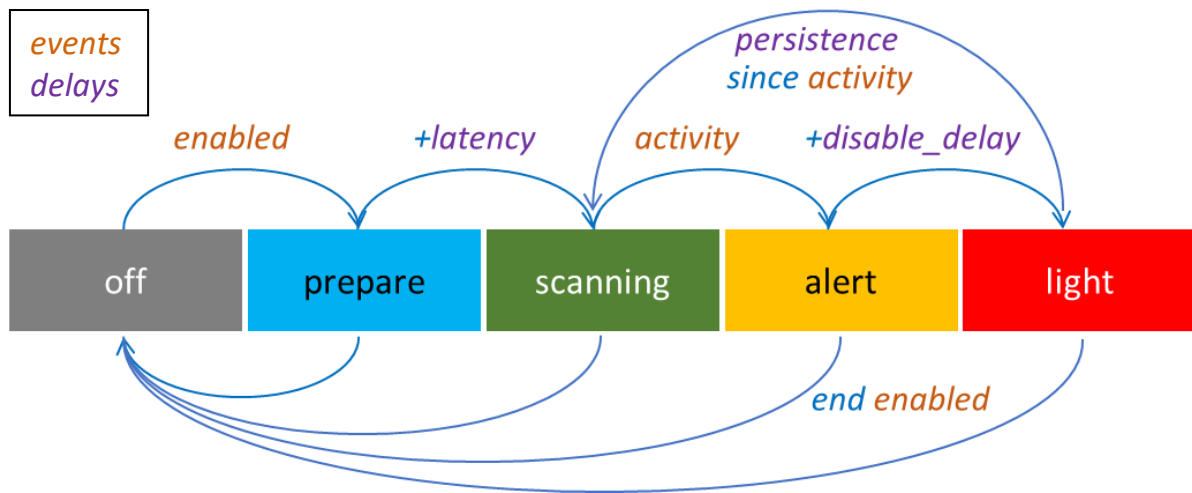 events
delays
persistence
since activity
enabled
+latency
activity
+disable_delay
off
prepare
scanning
alert
light
end enabled